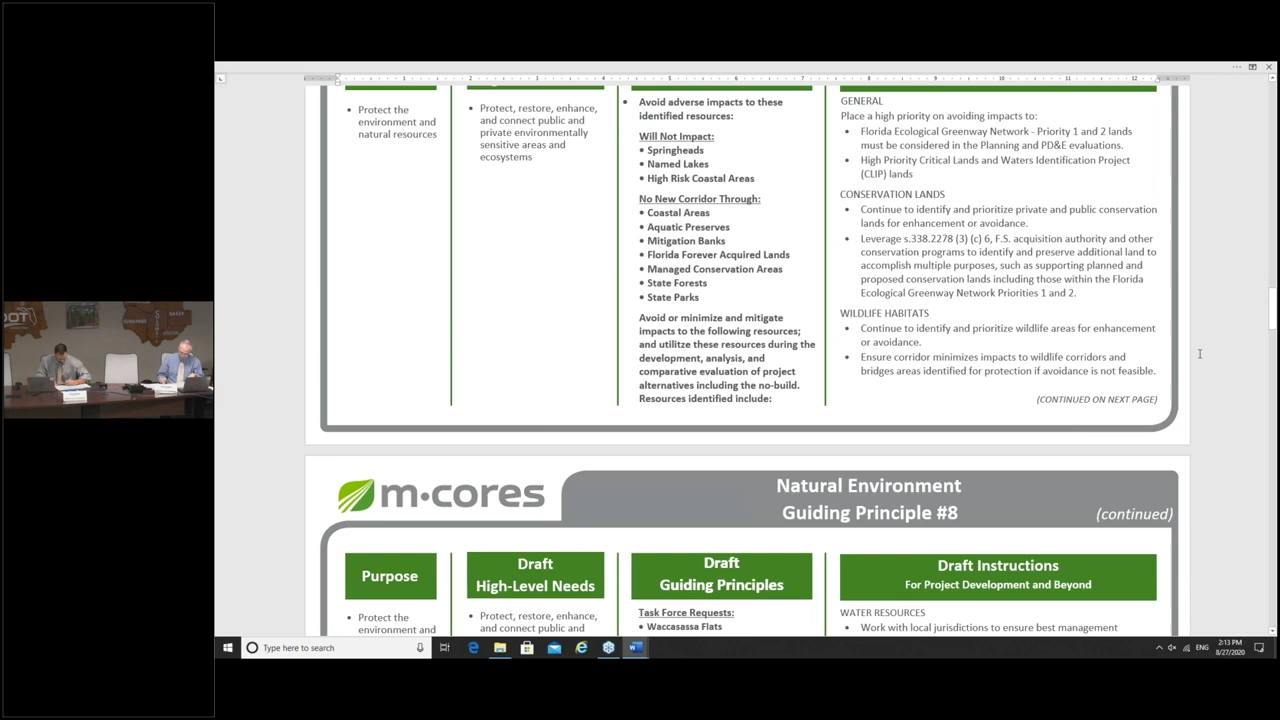 1 2 3 4 5 6 7 8 9 10 11 12
Protect the
environment and
natural resources
Protect, restore, enhance,
and connect public and
private environmentally
sensitive areas and
ecosystems
Avoid adverse impacts to these
identified resources:
Will Not Impact:
Springheads
Named Lakes
High Risk Coastal Areas
No New Corridor Through:
Coastal Areas
Aquatic Preserves
Mitigation Banks
Florida Forever Acquired Lands
Managed Conservation Areas
State Forests
State Parks
Avoid or minimize and mitigate
impacts to the following resources;
and utilitze these resources during the
development, analysis, and
comparative evaluation of project
alternatives including the no-build.
Resources identified include:
GENERAL
Place a high priority on avoiding impacts to:
Florida Ecological Greenway Network - Priority 1 and 2 lands
must be considered in the Planning and PD&E evaluations.
High Priority Critical Lands and Waters Identification Project
(CLIP) lands
CONSERVATION LANDS
Continue to identify and prioritize private and public conservation
lands for enhancement or avoidance.
Leverage s.338.2278 (3) (c) 6, F.S. acquisition authority and other
conservation programs to identify and preserve additional land to
accomplish multiple purposes, such as supporting planned and
proposed conservation lands including those within the Florida
Ecological Greenway Network Priorities 1 and 2.
WILDLIFE HABITATS
Continue to identify and prioritize wildlife areas for enhancement
or avoidance.
Ensure corridor minimizes impacts to wildlife corridors and
bridges areas identified for protection if avoidance is not feasible.
(CONTINUED ON NEXT PAGE)
m·cores
Natural Environment
Guiding Principle #8
(continued)
Purpose
Draft
High-Level Needs
Draft
Guiding Principles
Draft Instructions
For Project Development and Beyond
Protect the
environment and
Protect, restore, enhance,
and connect public and
Task Force Requests:
Waccasassa Flats
WATER RESOURCES
Work with local jurisdictions to ensure best management
Type here to search
ENG
2:13 PM
8/27/2020